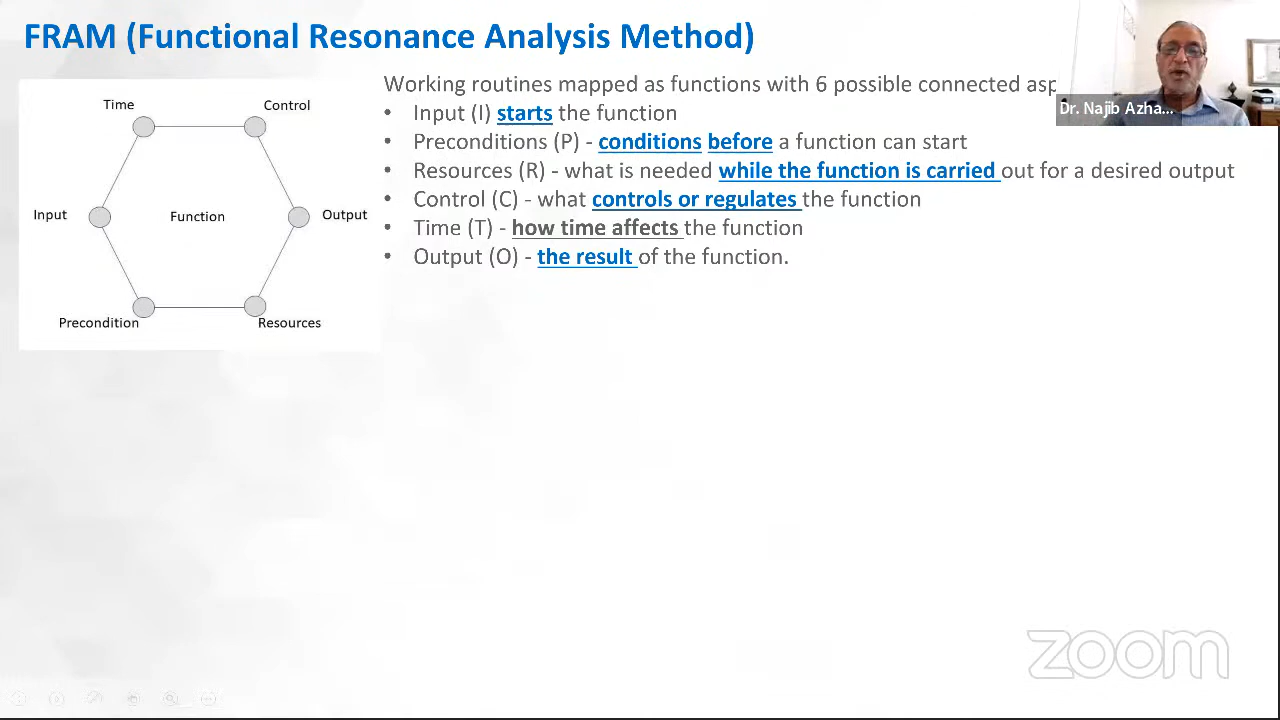 FRAM (Functional Resonance Analysis Method)
Time
Control
Input
Function
Output
Precondition
Resources
Working routines mapped as functions with 6 possible connected asp
• Input (I) starts the function
• Preconditions (P) - conditions before a function can start
• Resources (R) - what is needed while the function is carried out for a desired output
• Control (C) - what controls or regulates the function
• Time (T) - how time affects the function
• Output (O) - the result of the function.
Dr. Najib Azha...
zoom